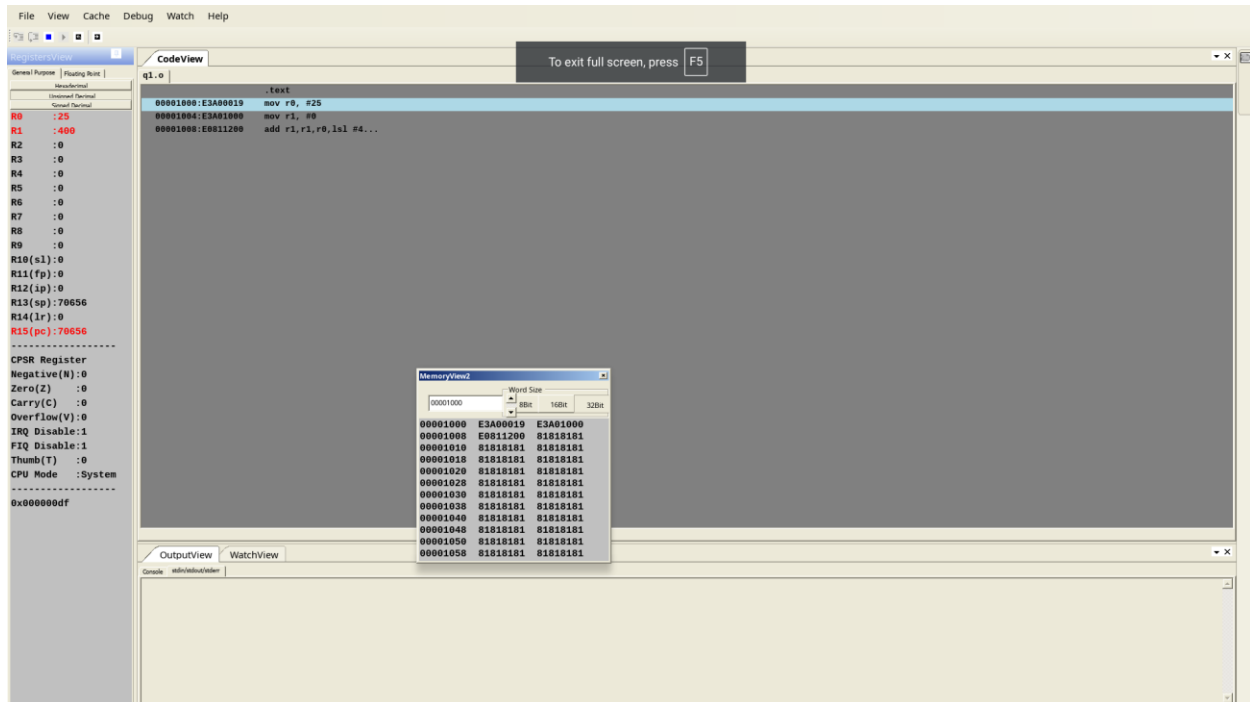 File View Cache Debug Watch Help
RegistersView
General Purpose Floating Point
Hexadecimal
Unsigned Decimal
Signed Decimal
R0 :25
R1 :400
R2 :0
R3 :0
R4 :0
R5 :0
R6 :0
R7 :0
R8 :0
R9 :0
R10(sl):0
R11(fp):0
R12(ip):0
R13(sp):70656
R14(lr):0
R15(pc):70656
------------------
CPSR Register
Negative(N):0
Zero(Z) :0
Carry(C) :0
Overflow(V):0
IRQ Disable:1
FIQ Disable:1
Thumb(T) :0
CPU Mode :System
------------------
0x000000df
CodeView
q1.o
.text
00001000:E3A00019 mov r0, #25
00001004:E3A01000 mov r1, #0
00001008:E0811200 add r1,r1,r0,lsl #4...
To exit full screen, press F5
MemoryView2
Word Size
00001000 8Bit 16Bit 32Bit
00001000 E3A00019 E3A01000
00001008 E0811200 81818181
00001010 81818181 81818181
00001018 81818181 81818181
00001020 81818181 81818181
00001028 81818181 81818181
00001030 81818181 81818181
00001038 81818181 81818181
00001040 81818181 81818181
00001048 81818181 81818181
00001050 81818181 81818181
00001058 81818181 81818181
OutputView WatchView
Console stdin/stdout/stderr